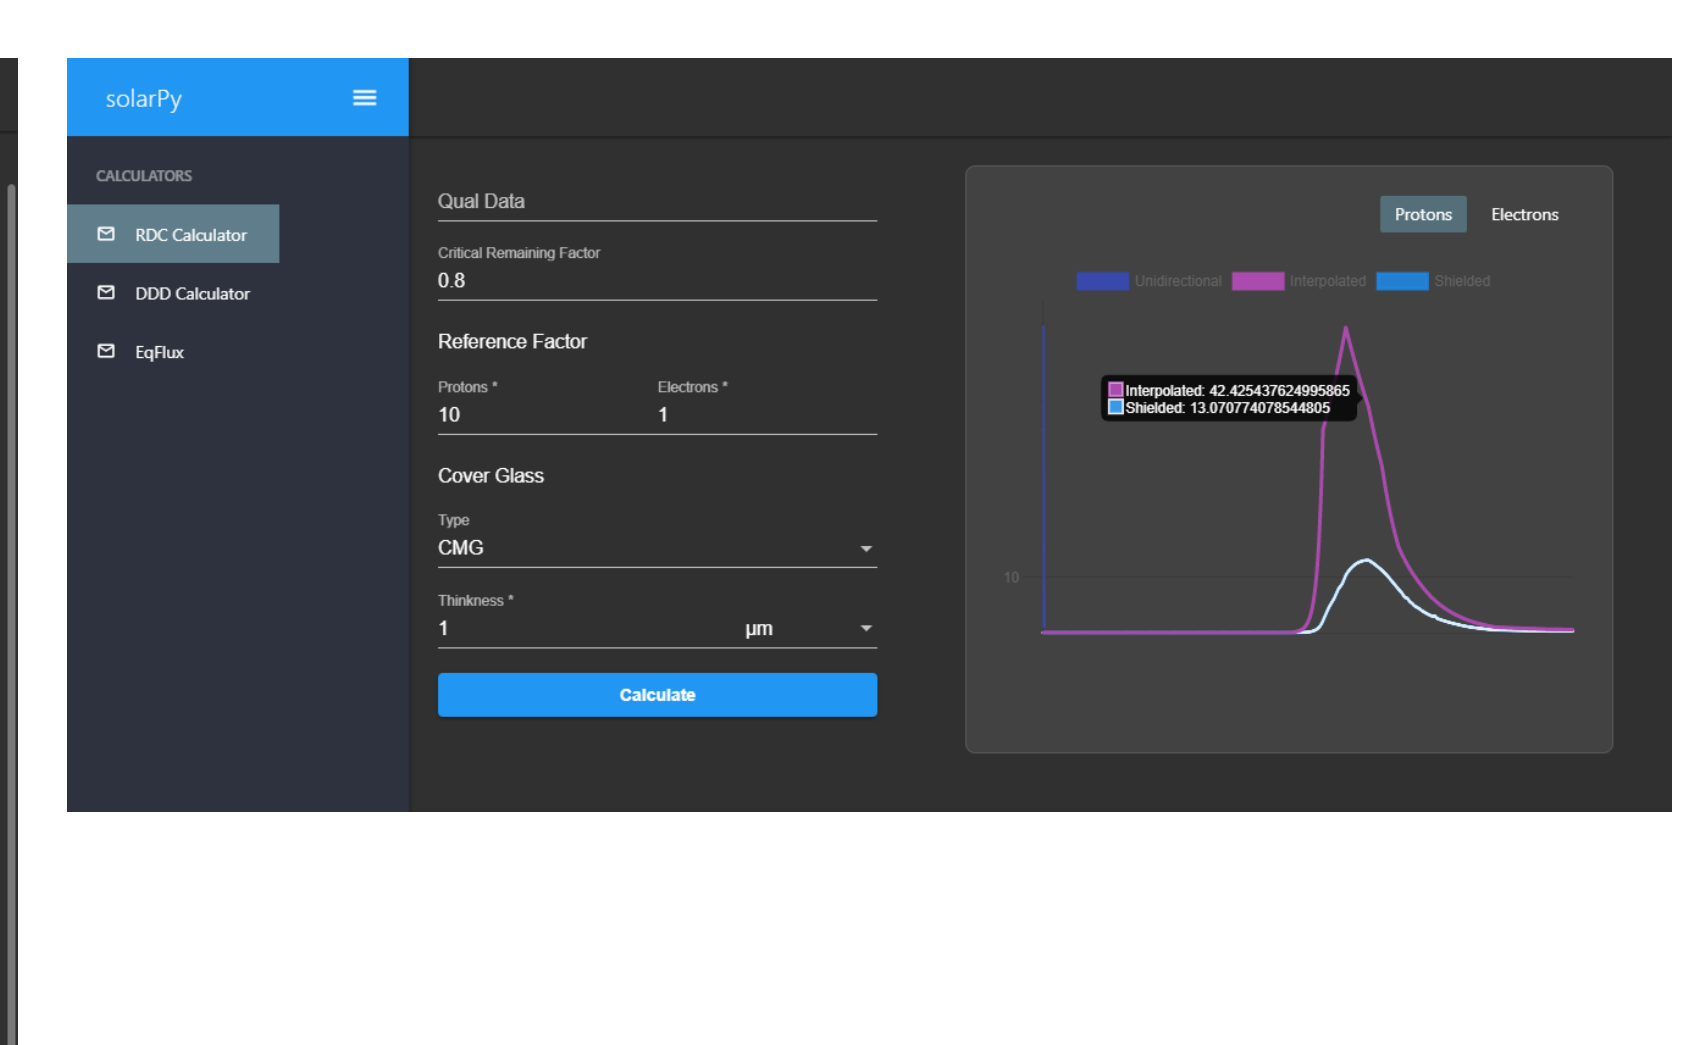 solarPy
CALCULATORS
RDC Calculator
DDD Calculator
EqFlux
Qual Data
Critical Remaining Factor
0.8
Reference Factor
Protons * Electrons *
10 1
Cover Glass
Type
CMG
Thinkness *
1 μm
Calculate
Protons Electrons
Unidirectional Interpolated Shielded
Interpolated: 42.425437624995865
Shielded: 13.070774078544805
10